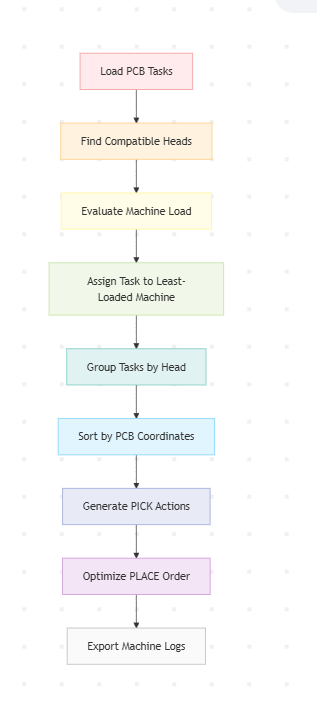 Load PCB Tasks
Find Compatible Heads
Evaluate Machine Load
Assign Task to Least-
Loaded Machine
Group Tasks by Head
Sort by PCB Coordinates
Generate PICK Actions
Optimize PLACE Order
Export Machine Logs